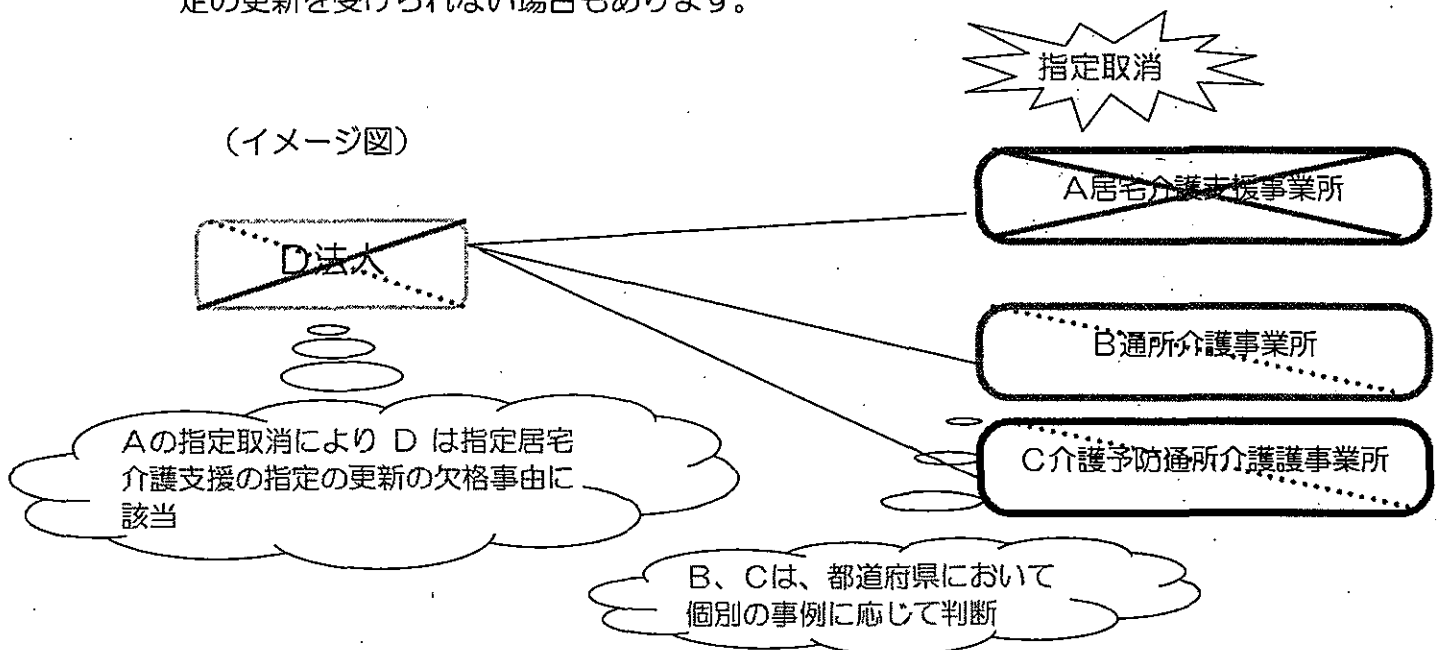 定の更新を受けられない場合もあります。
指定取消
（イメージ図）
A居宅介護支援事業所
D法人
B通所介護事業所
C介護予防通所介護護事業所
Aの指定取消により D は指定居宅
介護支援の指定の更新の欠格事由に
該当
B、Cは、都道府県において
個別の事例に応じて判断